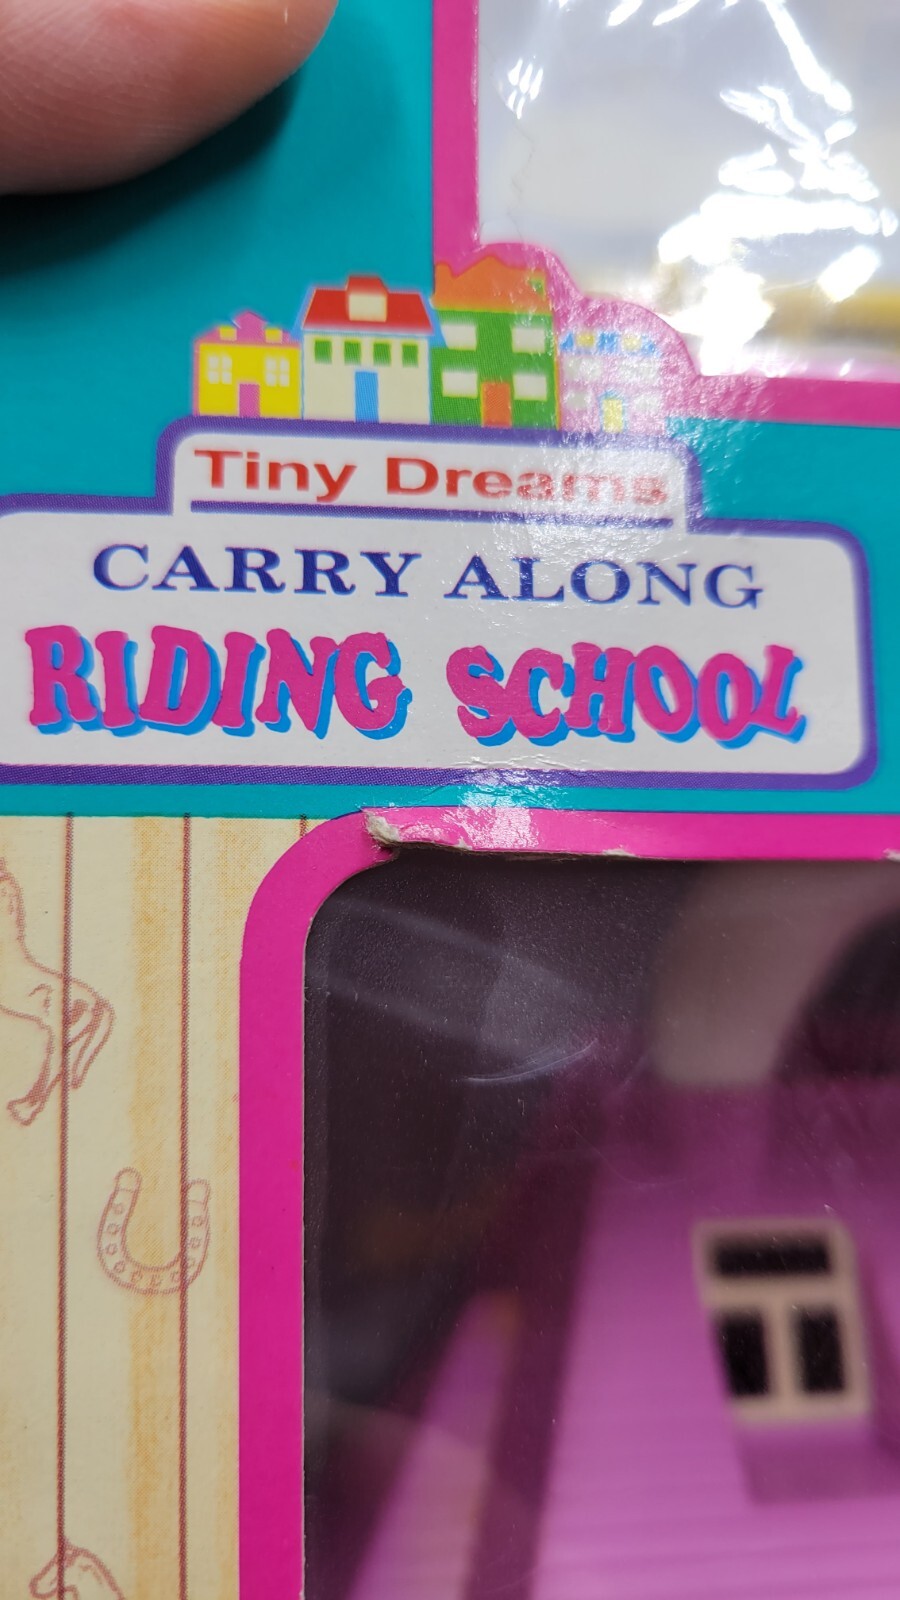 Tiny Dreams
CARRY ALONG
RIDING SCHOOL